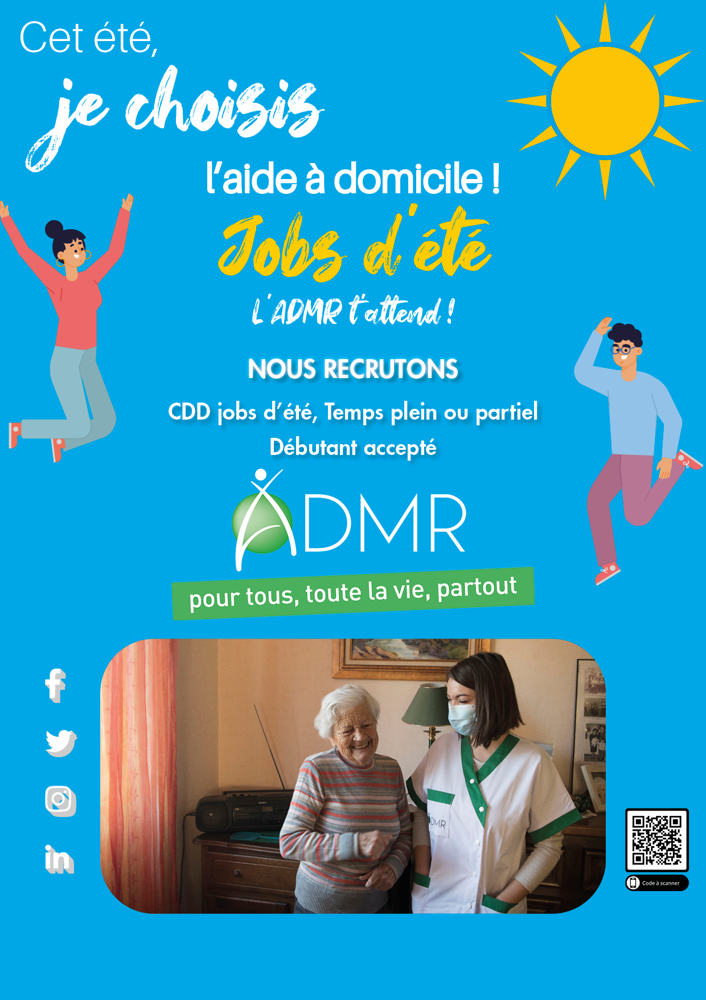 Cet été,
je choisis
l’aide à domicile !
Jobs d'été
L'ADMR t'attend !
NOUS RECRUTONS
CDD jobs d’été, Temps plein ou partiel
Débutant accepté
ADMR
pour tous, toute la vie, partout
SONY
ADMR
Code à scanner